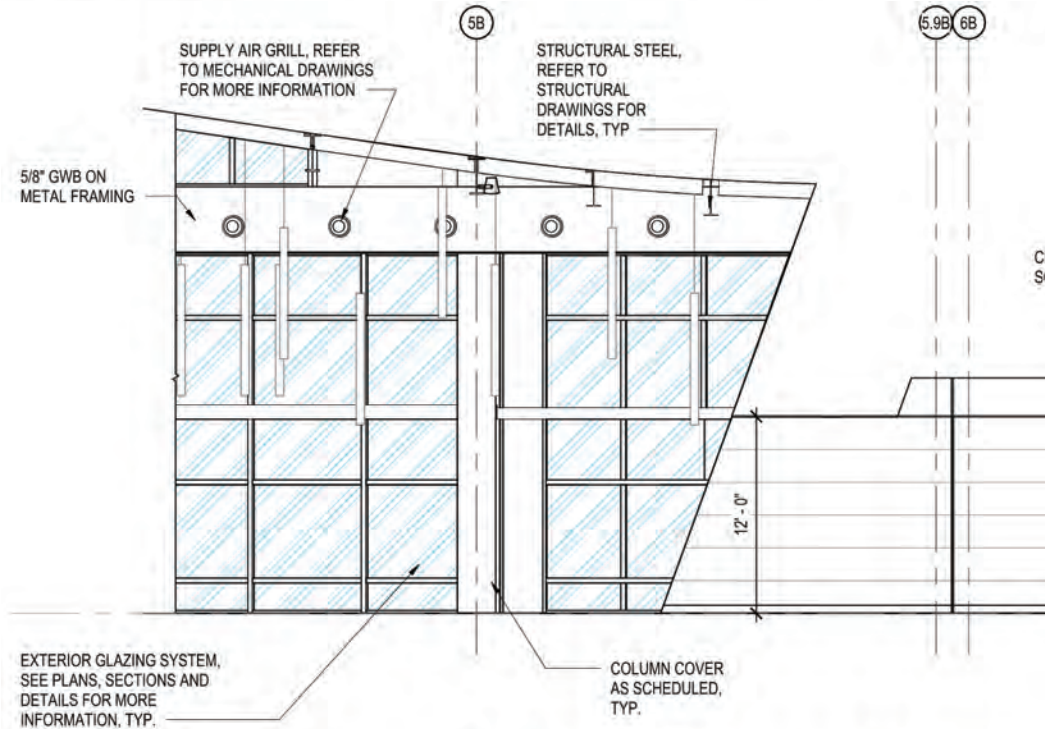 5B
5.9B
6B
SUPPLY AIR GRILL, REFER
TO MECHANICAL DRAWINGS
FOR MORE INFORMATION
STRUCTURAL STEEL,
REFER TO
STRUCTURAL
DRAWINGS FOR
DETAILS, TYP
5/8" GWB ON
METAL FRAMING
12' - 0"
EXTERIOR GLAZING SYSTEM,
SEE PLANS, SECTIONS AND
DETAILS FOR MORE
INFORMATION, TYP.
COLUMN COVER
AS SCHEDULED,
TYP.